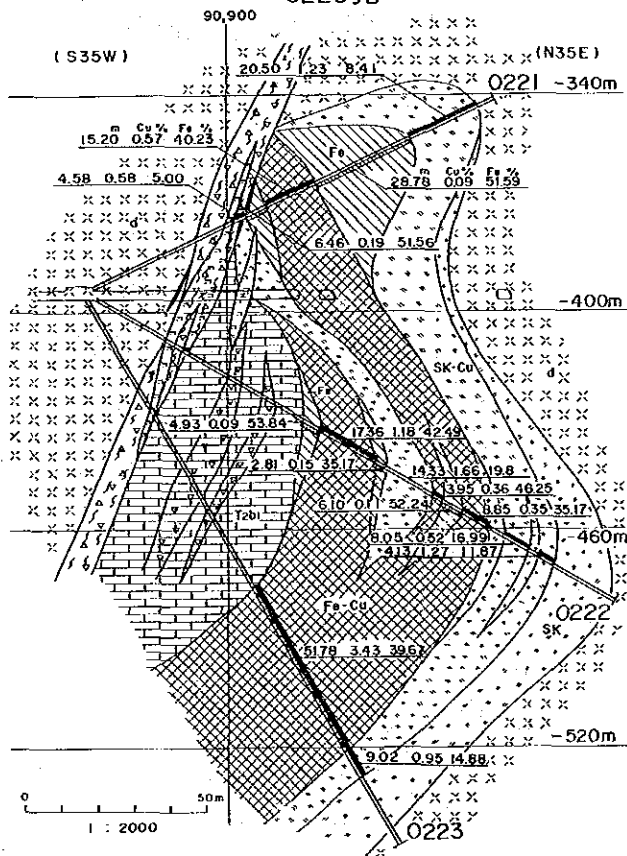 90,900
(S35W)
(N35E)
20.50 1.23 8.41
0221
-340m
m Cu% Fe%
15.20 0.57 40.23
Fe
m Cu% Fe%
28.78 0.09 51.59
4.58 0.58 5.00
d
6.46 0.19 51.56
-400m
SK-Cu
d
Fe
4.93 0.09 53.84
17.36 1.18 42.49
2.81 0.15 35.17
14.33 1.66 19.8
3.95 0.36 46.25
6.10 0.11 52.24
8.85 0.35 35.17
T2b1
8.05 0.52 16.99
-460m
4.13 1.27 11.87
Fe-Cu
0222
SK
51.78 3.43 39.67
-520m
9.02 0.95 14.88
0 50m
1 : 2000
0223